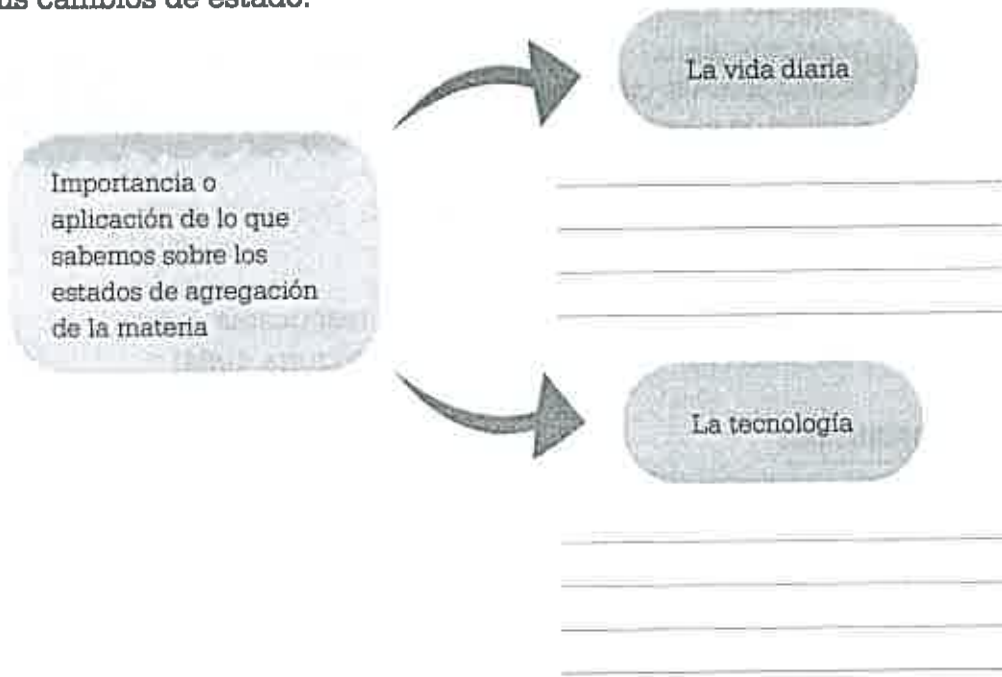 us cambios de estado.
La vida diaria
Importancia o
aplicación de lo que
sabemos sobre los
estados de agregación
de la materia
La tecnología